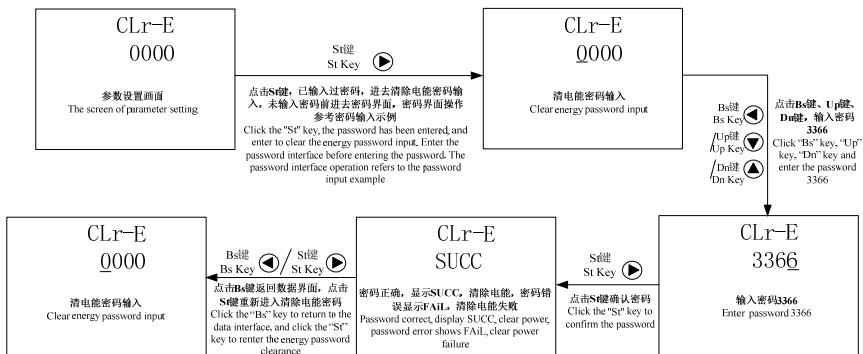 CLr-E
0000
参数设置画面
The screen of parameter setting
St键
St Key
点击St键，已输入过密码，进去清除电能密码输
入，未输入密码前进去密码界面，密码界面操作
参考密码输入示例
Click the "St" key, the password has been entered, and
enter to clear the energy password input. Enter the
password interface before entering the password. The
password interface operation refers to the password
input example
CLr-E
0000
清电能密码输入
Clear energy password input
Bs键
Bs Key
/Up键
/Up Key
/Dn键
/Dn Key
点击Bs键、Up键、
Dn键，输入密码
3366
Click “Bs” key, “Up”
key, “Dn” key and
enter the password
3366
CLr-E
3366
输入密码3366
Enter password 3366
St键
St Key
点击St键确认密码
Click the "St" key to
confirm the password
CLr-E
SUCC
密码正确，显示SUCC，清除电能，密码错
误显示FAiL，清除电能失败
Password correct, display SUCC, clear power,
password error shows FAiL, clear power
failure
Bs键
Bs Key
/
St键
St Key
点击Bs键返回数据界面，点击
St键重新进入清除电能密码
Click the “Bs” key to return to the
data interface, and click the “St”
key to renter the energy password
clearance
CLr-E
0000
清电能密码输入
Clear energy password input